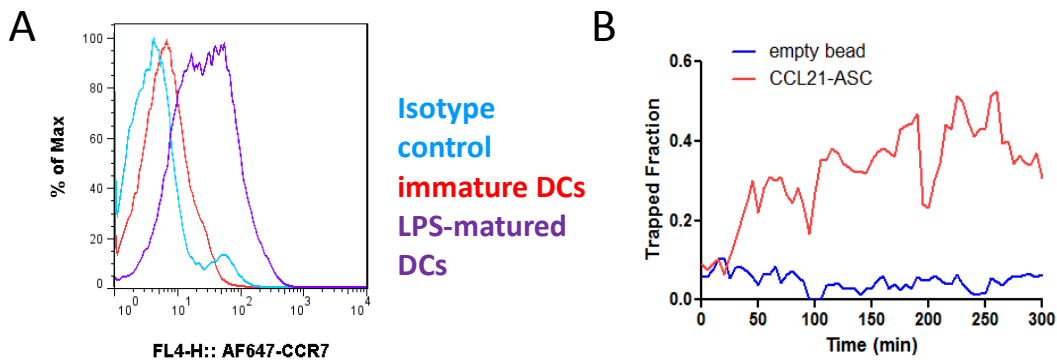 A
% of Max
100
80
60
40
20
0
10^0
10^1
10^2
10^3
10^4
FL4-H:: AF647-CCR7
Isotype
control
immature DCs
LPS-matured
DCs
B
empty bead
CCL21-ASC
Trapped Fraction
0.6
0.4
0.2
0.0
0
50
100
150
200
250
300
Time (min)